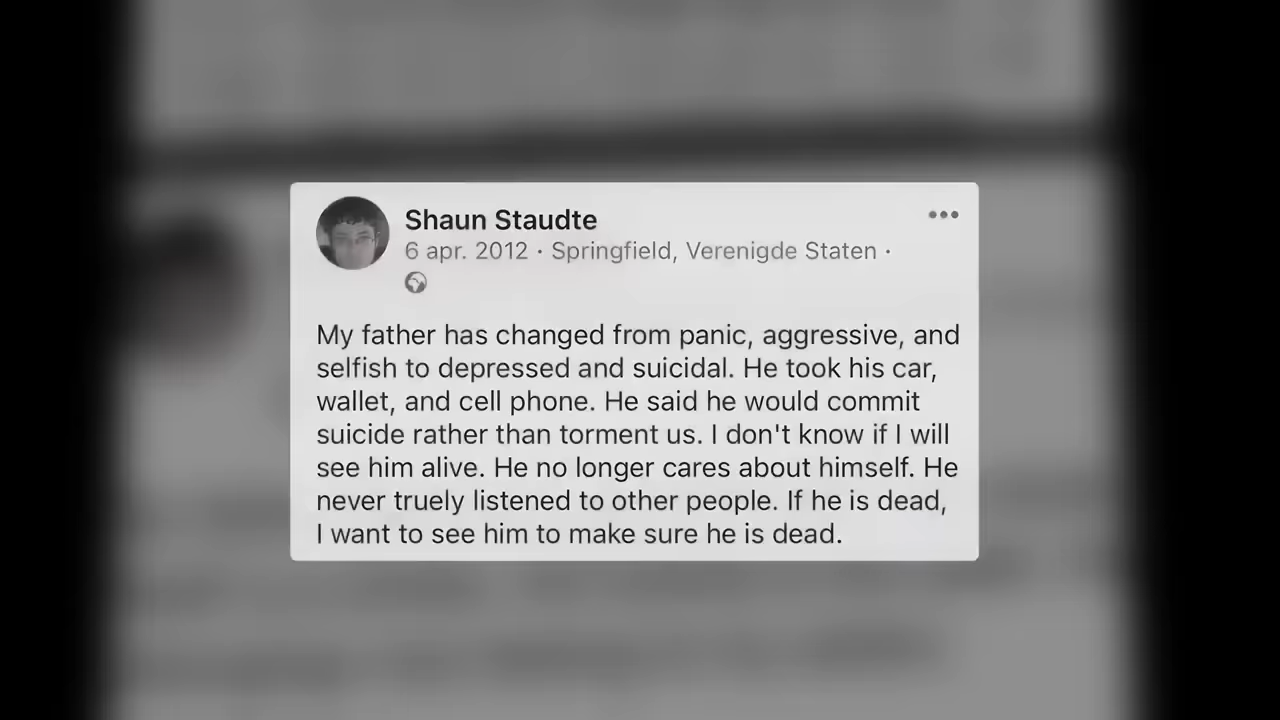 Shaun Staudte
6 apr. 2012 · Springfield, Verenigde Staten ·
My father has changed from panic, aggressive, and
selfish to depressed and suicidal. He took his car,
wallet, and cell phone. He said he would commit
suicide rather than torment us. I don't know if I will
see him alive. He no longer cares about himself. He
never truely listened to other people. If he is dead,
I want to see him to make sure he is dead.